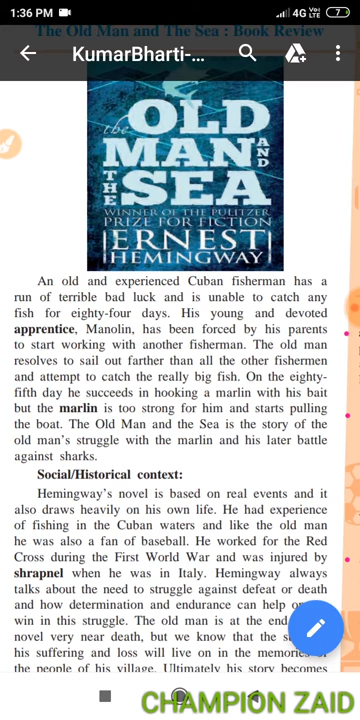 1:36 PM 4G VoLTE 7
The Old Man and The Sea : Book Review
KumarBharti-...
the OLD
MAN AND
THE SEA
WINNER OF THE PULITZER
PRIZE FOR FICTION
ERNEST
HEMINGWAY
An old and experienced Cuban fisherman has a
run of terrible bad luck and is unable to catch any
fish for eighty-four days. His young and devoted
apprentice, Manolin, has been forced by his parents
to start working with another fisherman. The old man
resolves to sail out farther than all the other fishermen
and attempt to catch the really big fish. On the eighty-
fifth day he succeeds in hooking a marlin with his bait
but the marlin is too strong for him and starts pulling
the boat. The Old Man and the Sea is the story of the
old man's struggle with the marlin and his later battle
against sharks.
Social/Historical context:
Hemingway's novel is based on real events and it
also draws heavily on his own life. He had experience
of fishing in the Cuban waters and like the old man
he was also a fan of baseball. He worked for the Red
Cross during the First World War and was injured by
shrapnel when he was in Italy. Hemingway always
talks about the need to struggle against defeat or death
and how determination and endurance can help
win in this struggle. The old man is at the end
novel very near death, but we know that the
his suffering and loss will live on in the memories
the people of his village. Ultimately his story becomes
CHAMPION ZAID